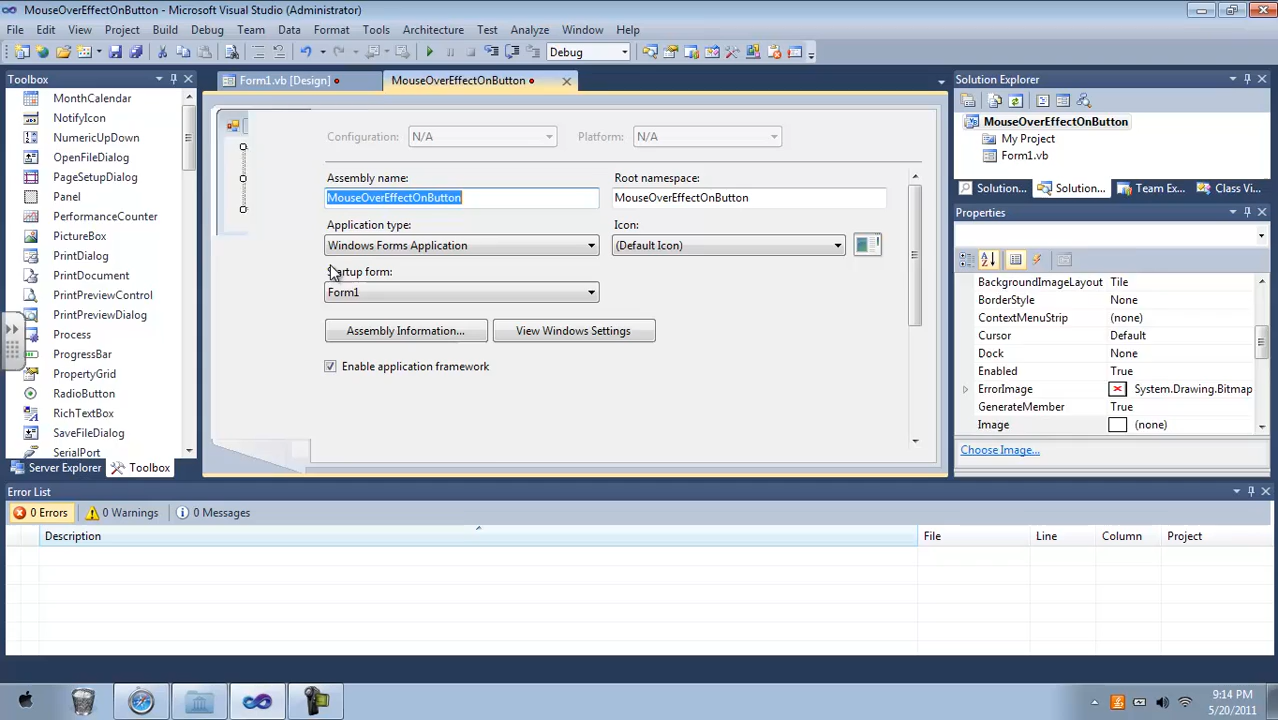 MouseOverEffectOnButton - Microsoft Visual Studio (Administrator)
File Edit View Project Build Debug Team Data Format Tools Architecture Test Analyze Window Help
Debug
Toolbox
MonthCalendar
NotifyIcon
NumericUpDown
OpenFileDialog
PageSetupDialog
Panel
PerformanceCounter
PictureBox
PrintDialog
PrintDocument
PrintPreviewControl
PrintPreviewDialog
Process
ProgressBar
PropertyGrid
RadioButton
RichTextBox
SaveFileDialog
SerialPort
Server Explorer Toolbox
Form1.vb [Design] MouseOverEffectOnButton
Configuration: N/A Platform: N/A
Assembly name: Root namespace:
MouseOverEffectOnButton MouseOverEffectOnButton
Application type: Icon:
Windows Forms Application (Default Icon)
Startup form:
Form1
Assembly Information... View Windows Settings
Enable application framework
Solution Explorer
MouseOverEffectOnButton
My Project
Form1.vb
Solution... Solution... Team Ex... Class Vi...
Properties
BackgroundImageLayout Tile
BorderStyle None
ContextMenuStrip (none)
Cursor Default
Dock None
Enabled True
ErrorImage System.Drawing.Bitmap
GenerateMember True
Image (none)
Choose Image...
Error List
0 Errors 0 Warnings 0 Messages
Description File Line Column Project
9:14 PM
5/20/2011